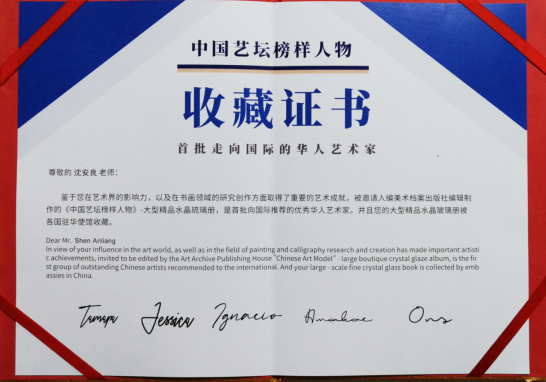 中国艺坛榜样人物
收藏证书
首批走向国际的华人艺术家
尊敬的 沈安良 老师：
鉴于您在艺术界的影响力，以及在书画领域的研究创作方面取得了重要的艺术成就，被邀请入编美术档案出版社编辑制
作的《中国艺坛榜样人物》-大型精品水晶琉璃册，是首批向国际推荐的优秀华人艺术家。并且您的大型精品水晶玻璃册被
各国驻华使馆收藏。
Dear Mr. Shen Anliang
In view of your influence in the art world, as well as in the field of painting and calligraphy research and creation has made important artisti
c achievements, invited to be edited by the Art Archive Publishing House "Chinese Art Model" - large boutique crystal glaze album, is the fir
st group of outstanding Chinese artists recommended to the international. And your large - scale fine crystal glass book is collected by emb
assies in China.
Jessica Ignacio